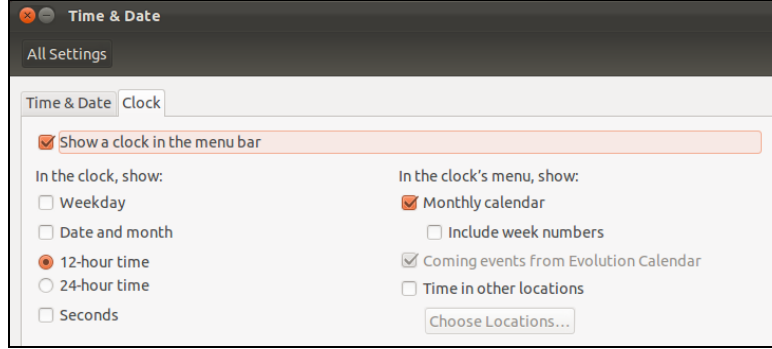 Time & Date
All Settings
Time & Date Clock
Show a clock in the menu bar
In the clock, show:
Weekday
Date and month
12-hour time
24-hour time
Seconds
In the clock's menu, show:
Monthly calendar
Include week numbers
Coming events from Evolution Calendar
Time in other locations
Choose Locations...